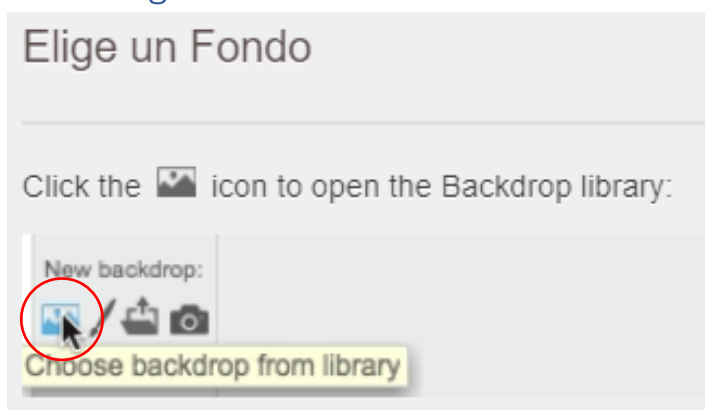 Elige un Fondo
Click the icon to open the Backdrop library:
New backdrop:
Choose backdrop from library